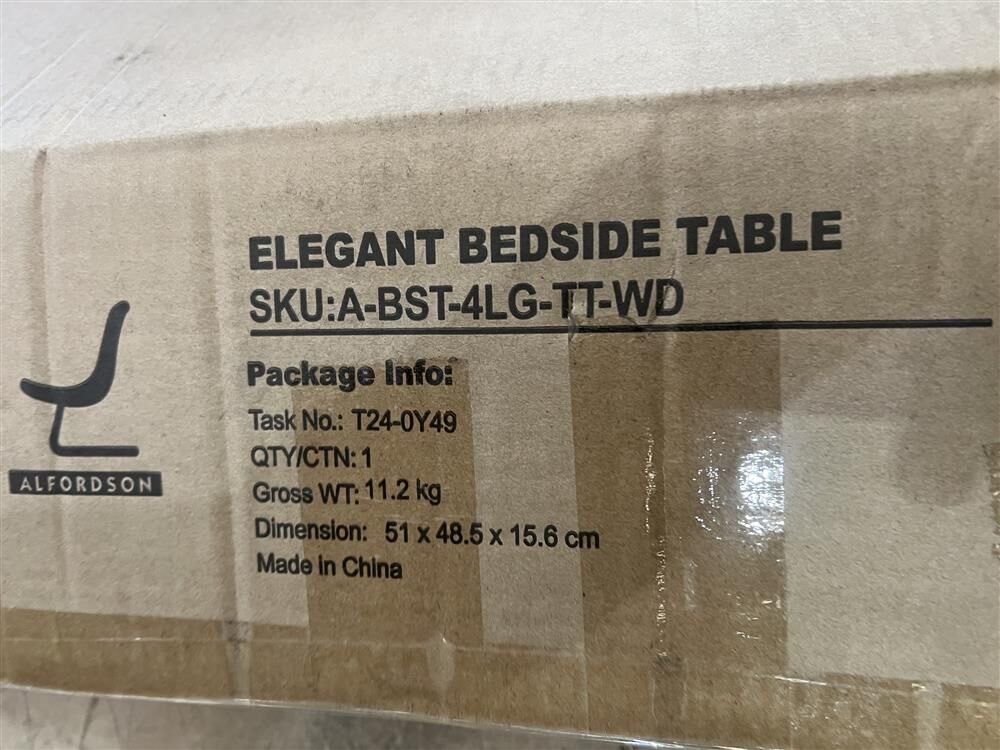 ELEGANT BEDSIDE TABLE
SKU:A-BST-4LG-TT-WD
Package Info:
Task No.: T24-0Y49
QTY/CTN: 1
Gross WT: 11.2 kg
Dimension: 51 x 48.5 x 15.6 cm
Made in China
ALFORDSON